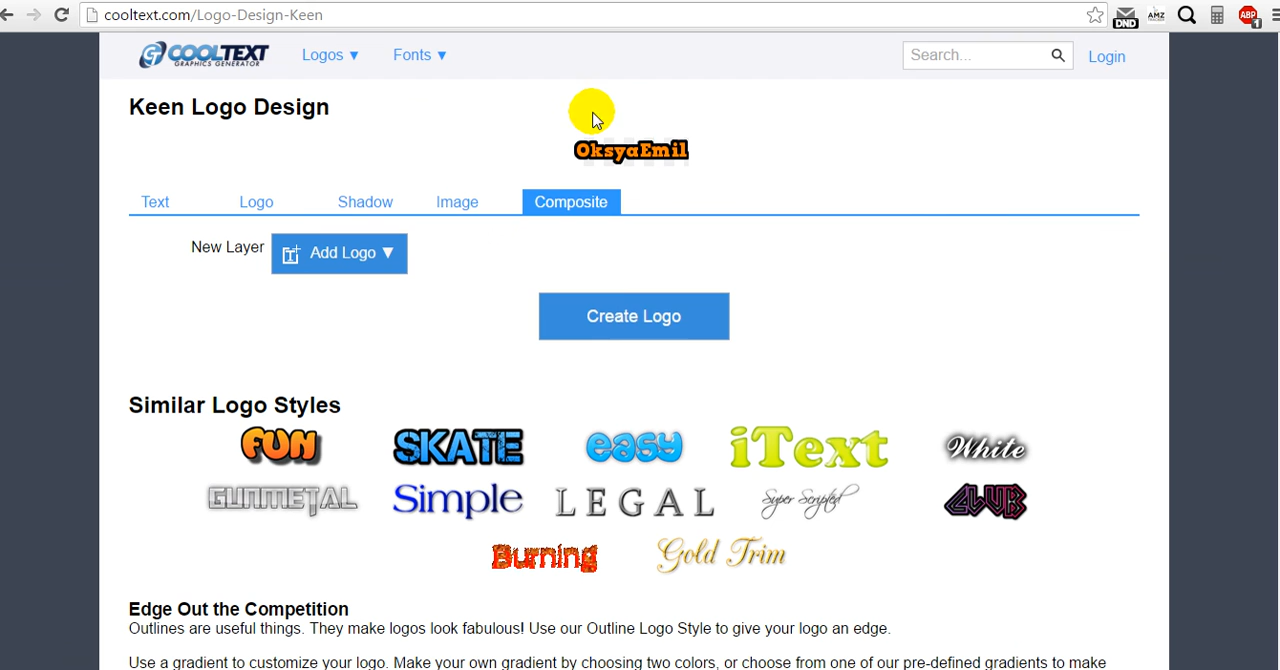 cooltext.com/Logo-Design-Keen
DND
AMZ
ABP
1
COOLTEXT
GRAPHICS GENERATOR
Logos ▼
Fonts ▼
Search...
Login
Keen Logo Design
OksyaEmil
Text
Logo
Shadow
Image
Composite
New Layer
Add Logo ▼
Create Logo
Similar Logo Styles
FUN
SKATE
easy
iText
White
GUNMETAL
Simple
LEGAL
Super Scripted
CLUB
Burning
Gold Trim
Edge Out the Competition
Outlines are useful things. They make logos look fabulous! Use our Outline Logo Style to give your logo an edge.
Use a gradient to customize your logo. Make your own gradient by choosing two colors, or choose from one of our pre-defined gradients to make